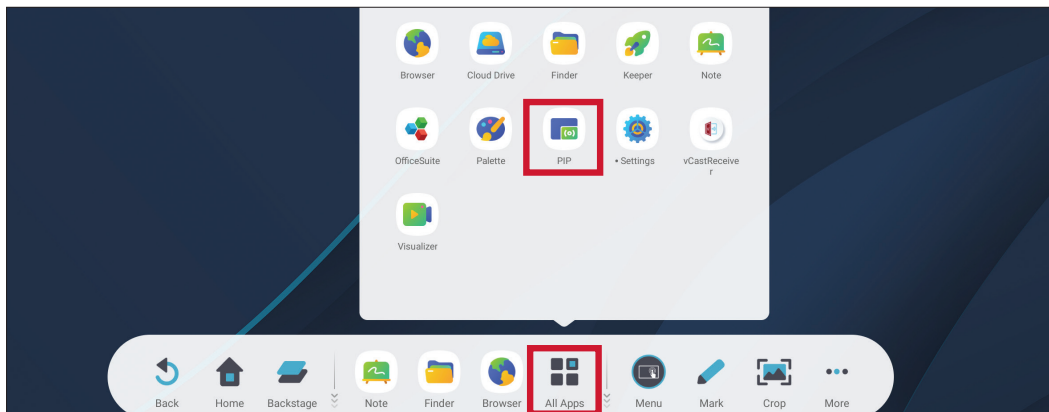 Browser Cloud Drive Finder Keeper Note
OfficeSuite Palette PIP • Settings vCastReceive
r
Visualizer
Back Home Backstage Note Finder Browser All Apps Menu Mark Crop More